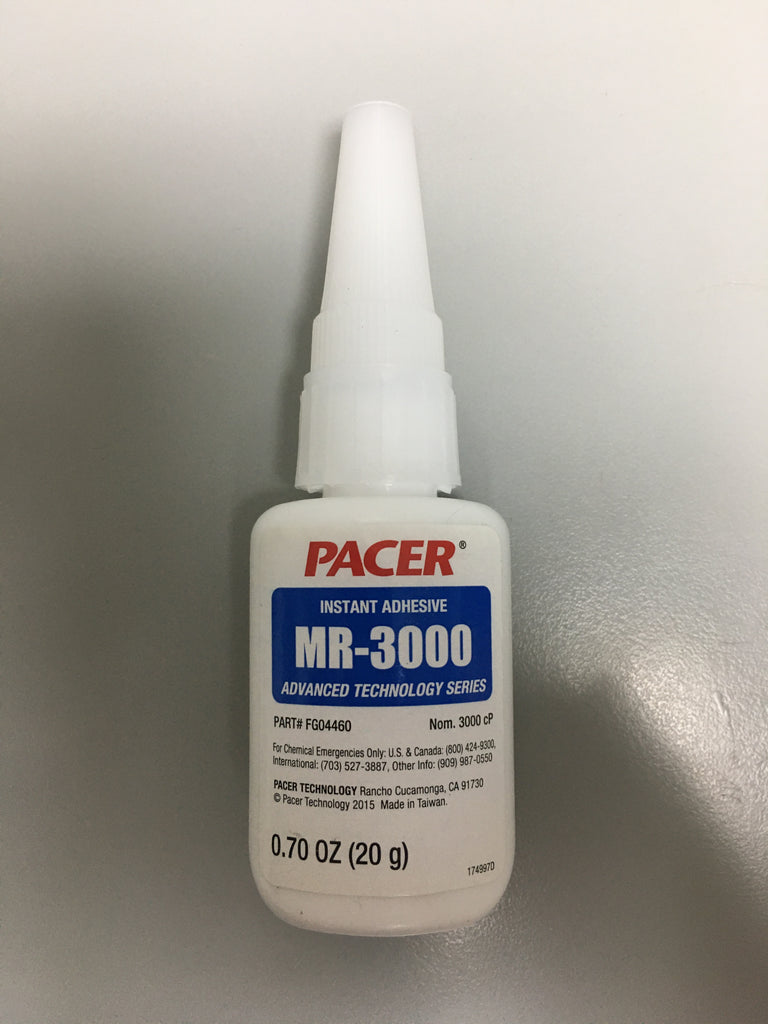 PACER®
INSTANT ADHESIVE
MR-3000
ADVANCED TECHNOLOGY SERIES
PART# FG04460 Nom. 3000 cP
For Chemical Emergencies Only: U.S. & Canada: (800) 424-9300,
International: (703) 527-3887, Other Info: (909) 987-0550
PACER TECHNOLOGY Rancho Cucamonga, CA 91730
© Pacer Technology 2015 Made in Taiwan.
0.70 OZ (20 g)
174997D